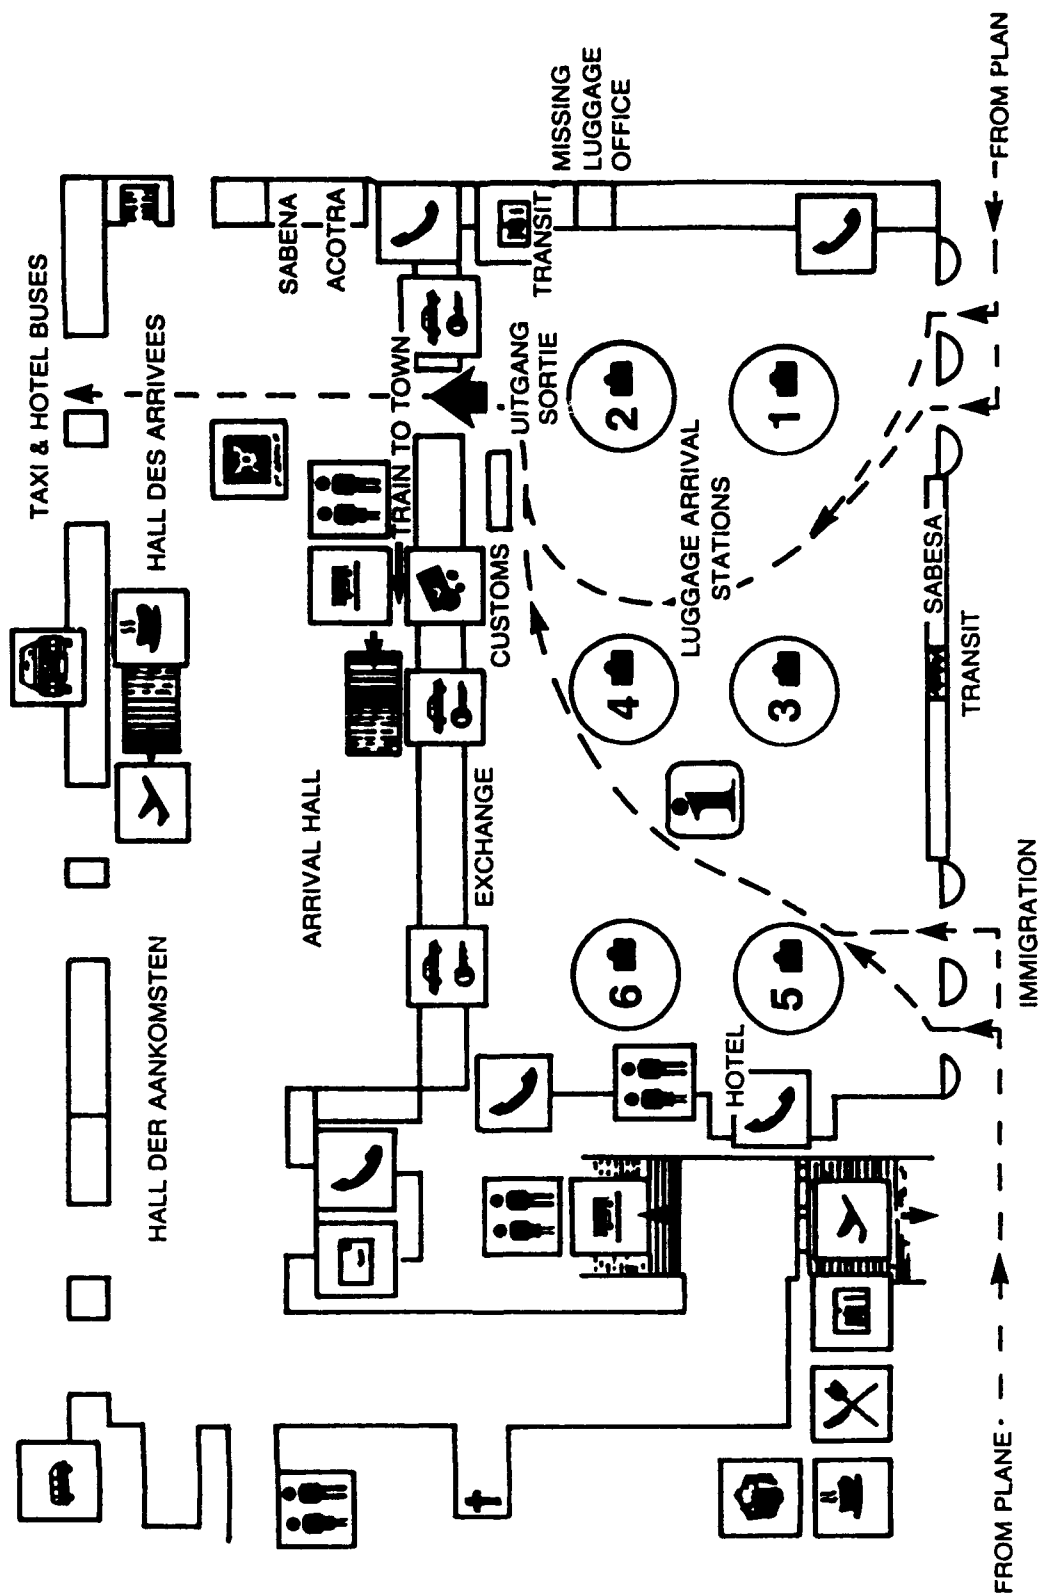 TAXI & HOTEL BUSES
HALL DER AANKOMSTEN
HALL DES ARRIVEES
ARRIVAL HALL
SABENA
ACOTRA
TRAIN TO TOWN
EXCHANGE
CUSTOMS
UITGANG
SORTIE
TRANSIT
MISSING
LUGGAGE
OFFICE
6
4
2
LUGGAGE ARRIVAL
STATIONS
i
HOTEL
5
3
1
SABESA
TRANSIT
IMMIGRATION
FROM PLANE
FROM PLAN